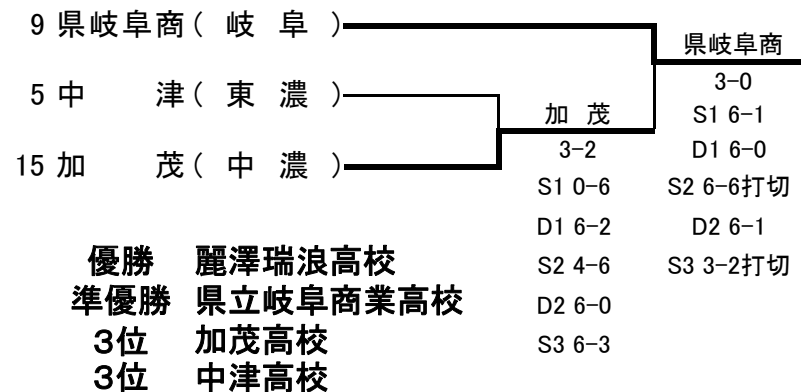 9 県岐阜商 ( 岐 阜 )
5 中 津 ( 東 濃 )
15 加 茂 ( 中 濃 )
加 茂
3-2
S1 0-6
D1 6-2
S2 4-6
D2 6-0
S3 6-3
県岐阜商
3-0
S1 6-1
D1 6-0
S2 6-6打切
D2 6-1
S3 3-2打切
優勝 麗澤瑞浪高校
準優勝 県立岐阜商業高校
３位 加茂高校
３位 中津高校